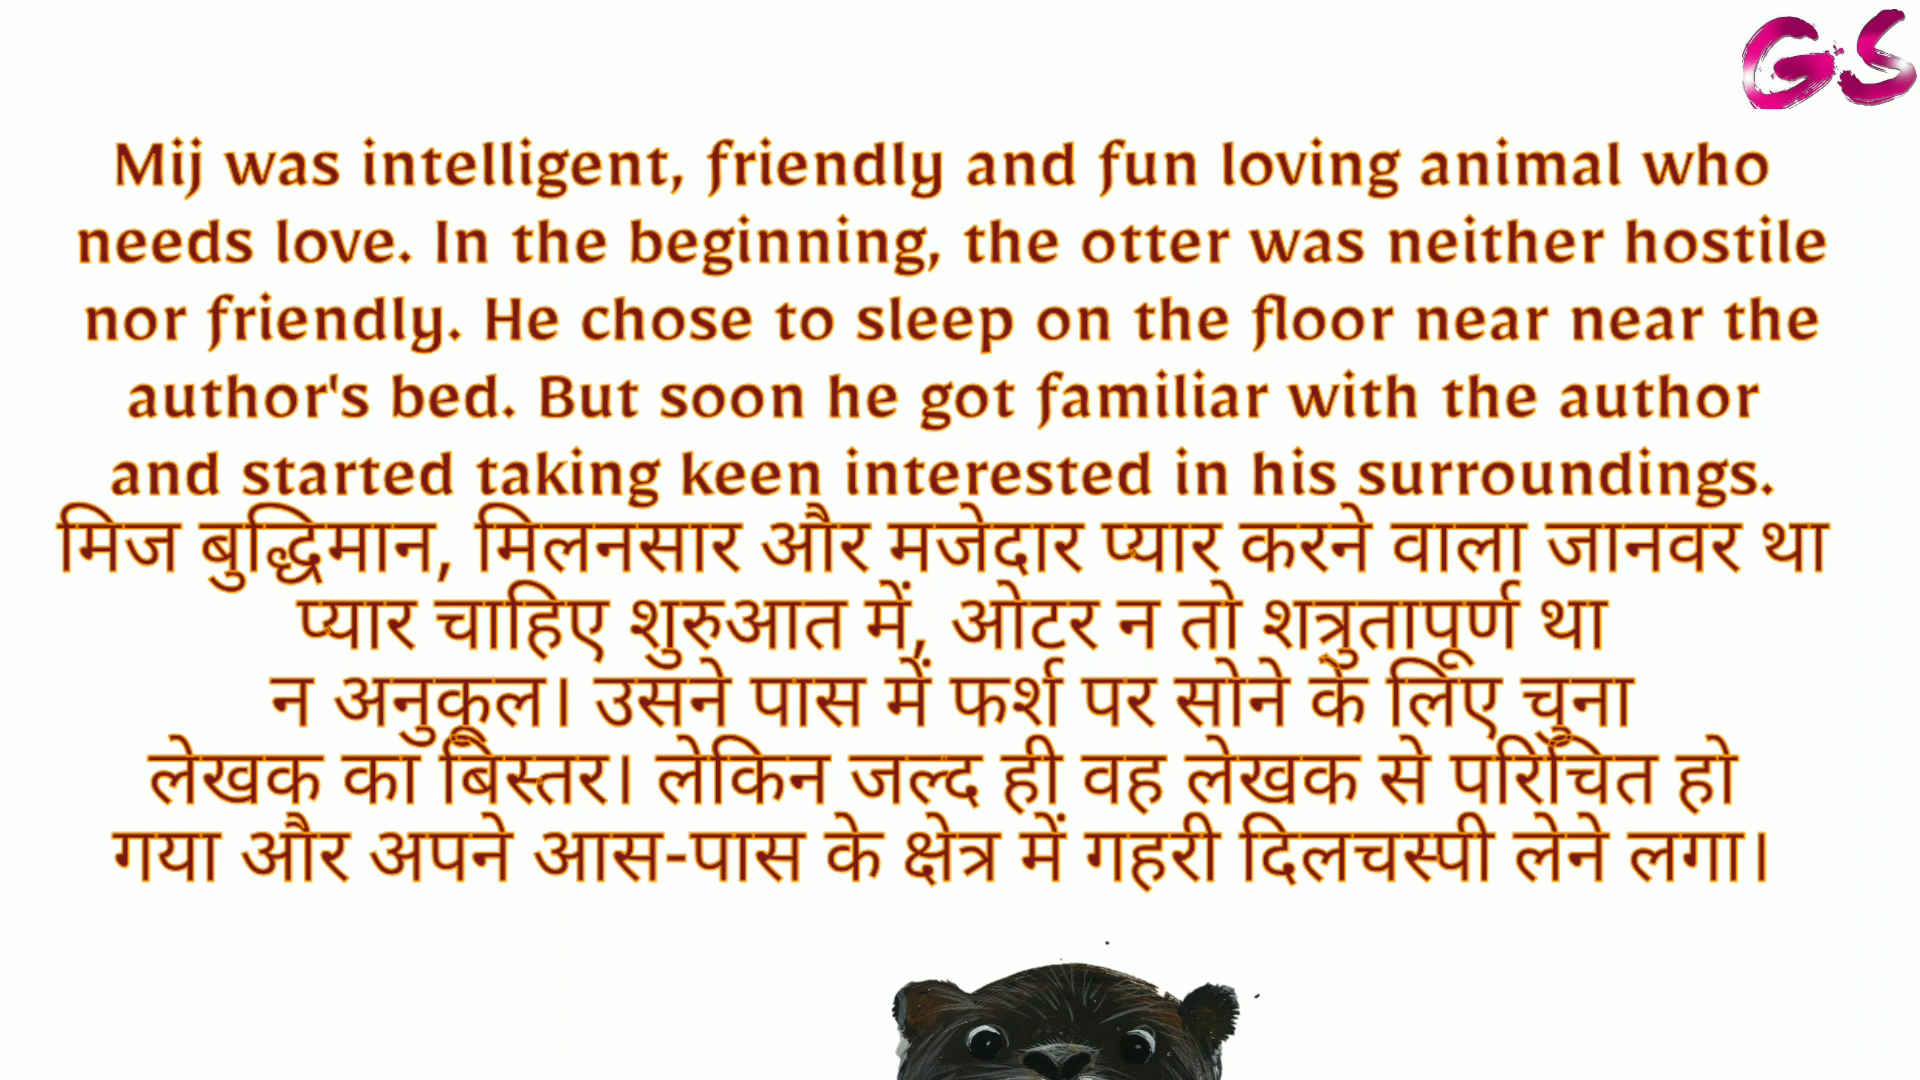 GS
Mij was intelligent, friendly and fun loving animal who
needs love. In the beginning, the otter was neither hostile
nor friendly. He chose to sleep on the floor near near the
author's bed. But soon he got familiar with the author
and started taking keen interested in his surroundings.
मिज बुद्धिमान, मिलनसार और मजेदार प्यार करने वाला जानवर था
प्यार चाहिए शुरुआत में, ओटर न तो शत्रुतापूर्ण था
न अनुकूल। उसने पास में फर्श पर सोने के लिए चुना
लेखक का बिस्तर। लेकिन जल्द ही वह लेखक से परिचित हो
गया और अपने आस-पास के क्षेत्र में गहरी दिलचस्पी लेने लगा।